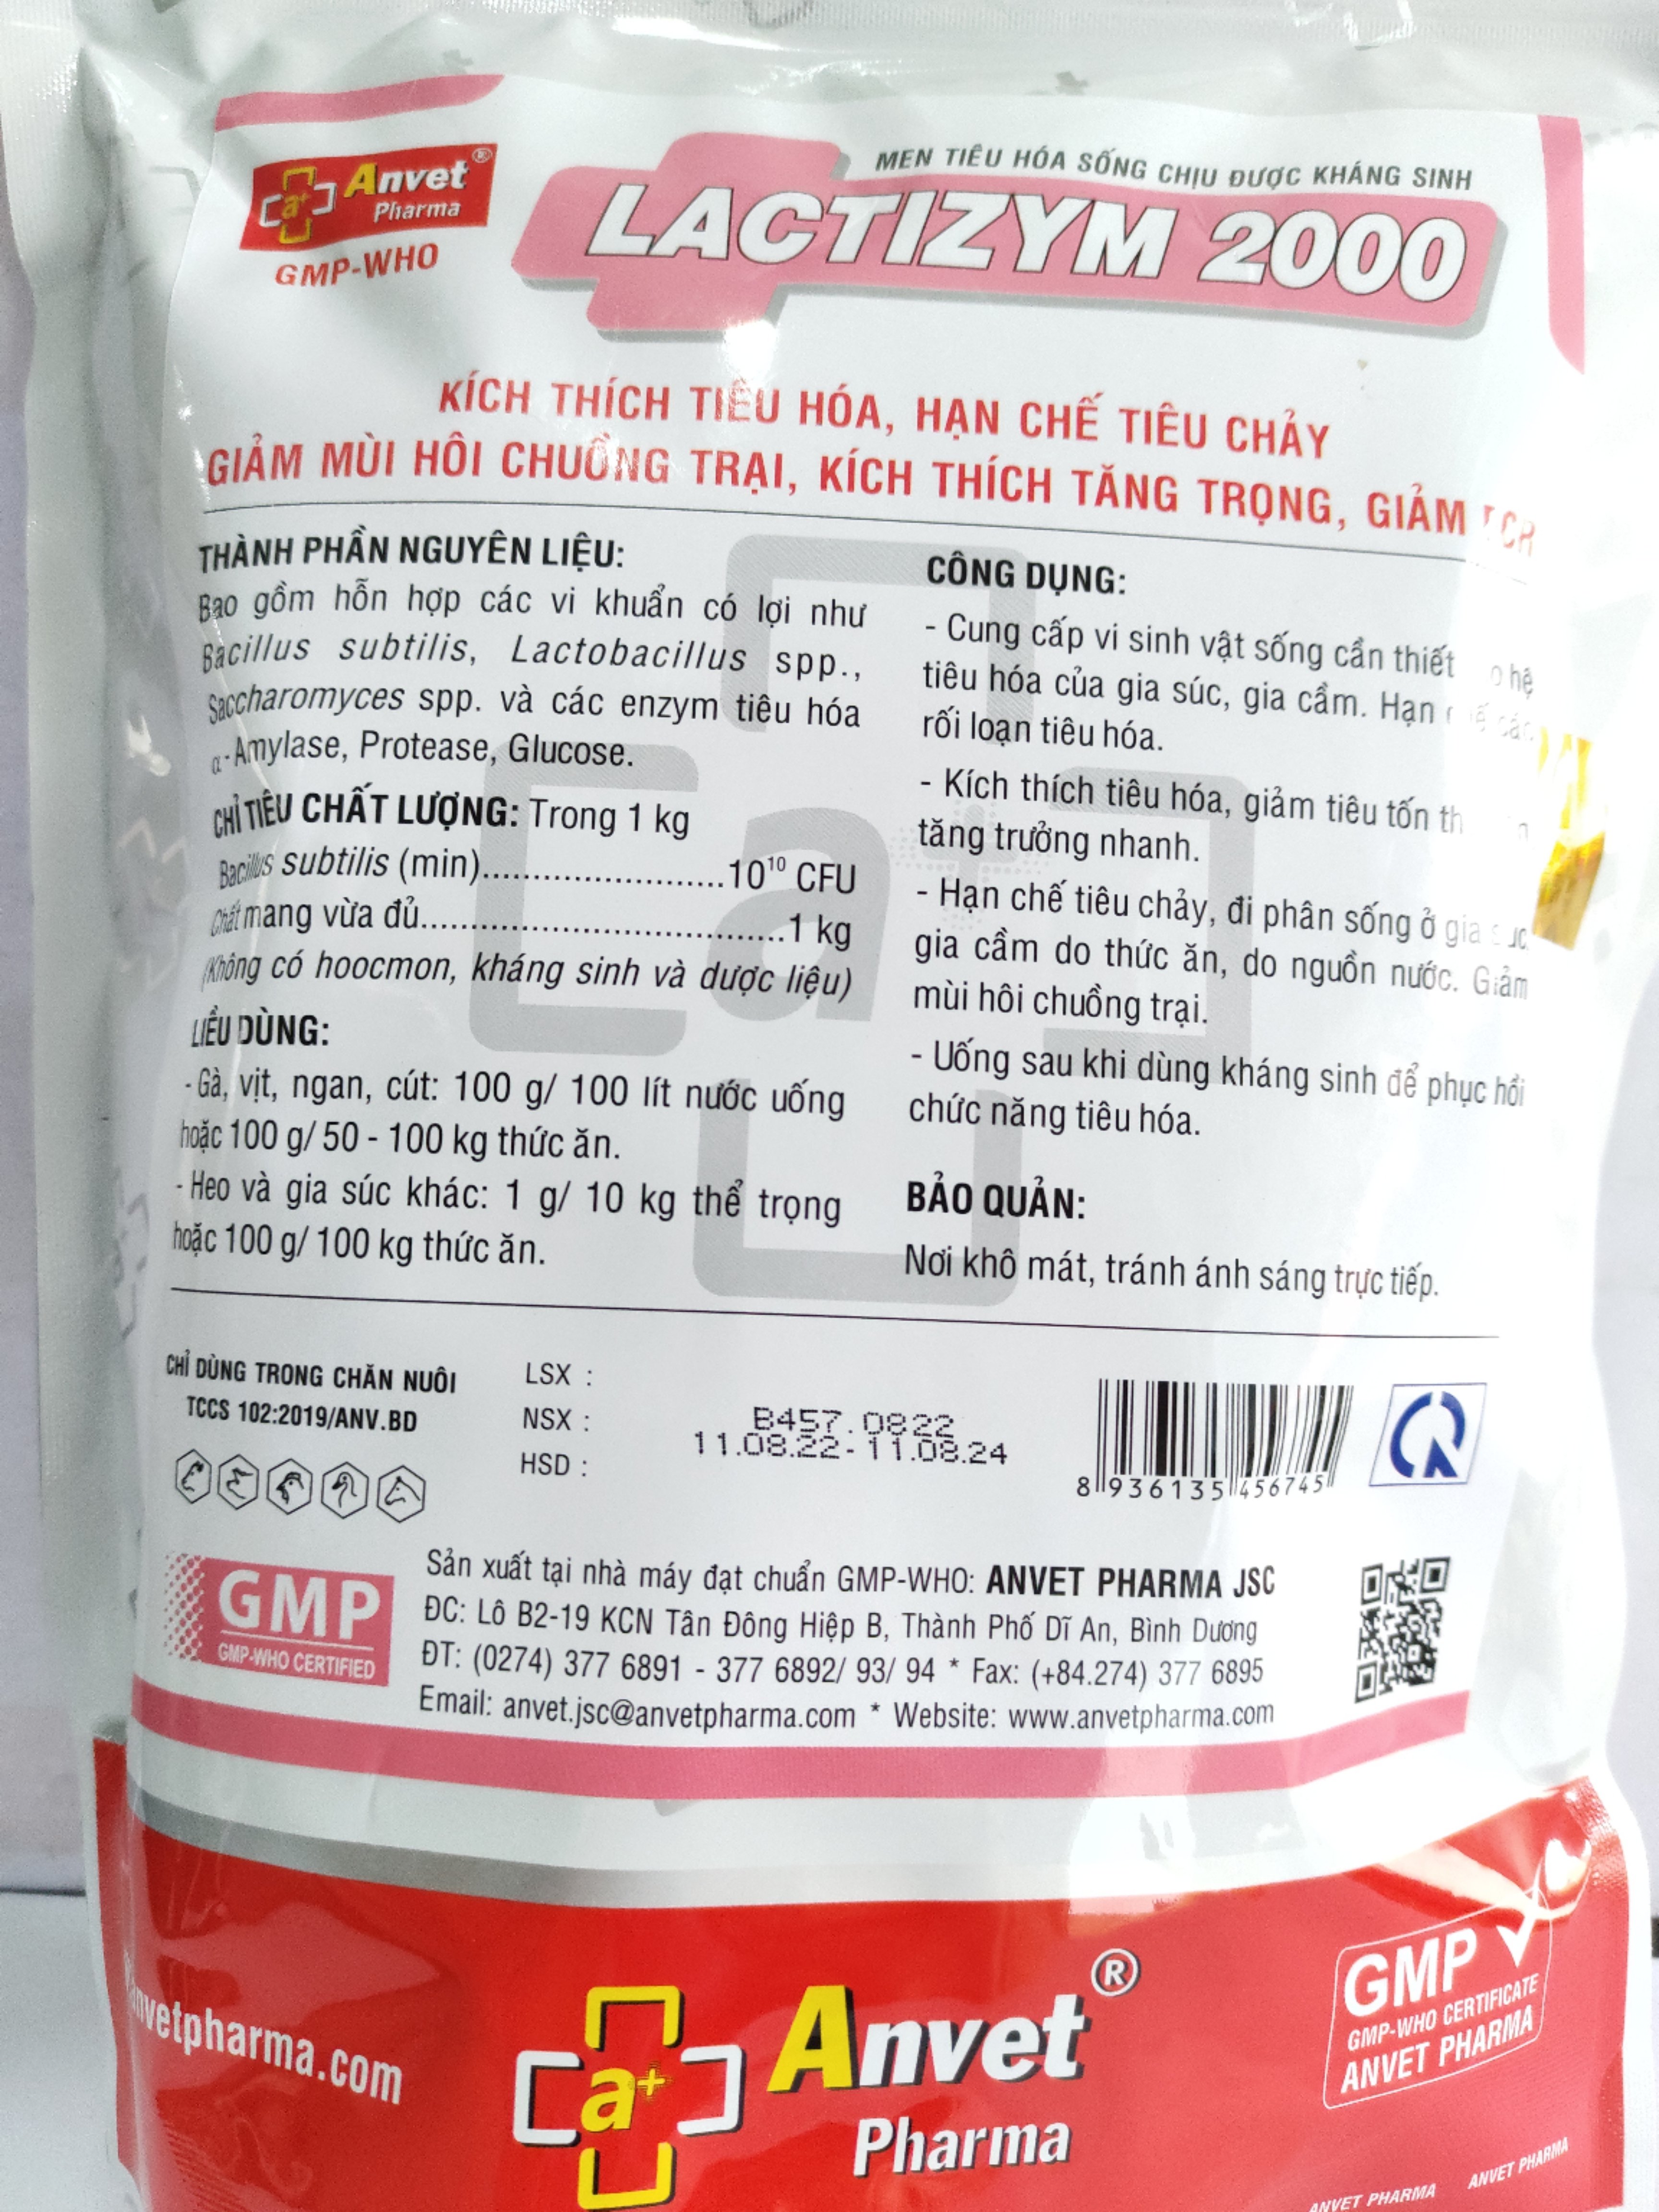 Anvet®
Pharma
GMP-WHO
MEN TIÊU HÓA SỐNG CHỊU ĐƯỢC KHÁNG SINH
LACTIZYM 2000
KÍCH THÍCH TIÊU HÓA, HẠN CHẾ TIÊU CHẢY
GIẢM MÙI HÔI CHUỒNG TRẠI, KÍCH THÍCH TĂNG TRỌNG, GIẢM
THÀNH PHẦN NGUYÊN LIỆU:
Bao gồm hỗn hợp các vi khuẩn có lợi như
Bacillus subtilis, Lactobacillus spp.,
Saccharomyces spp. và các enzym tiêu hóa
α-Amylase, Protease, Glucose.
CHỈ TIÊU CHẤT LƯỢNG: Trong 1 kg
Bacillus subtilis (min)........................10¹⁰ CFU
Chất mang vừa đủ....................................1 kg
(Không có hoocmon, kháng sinh và dược liệu)
LIỀU DÙNG:
- Gà, vịt, ngan, cút: 100 g/ 100 lít nước uống
hoặc 100 g/ 50 - 100 kg thức ăn.
- Heo và gia súc khác: 1 g/ 10 kg thể trọng
hoặc 100 g/ 100 kg thức ăn.
CÔNG DỤNG:
- Cung cấp vi sinh vật sống cần thiết hệ
tiêu hóa của gia súc, gia cầm. Hạn các
rối loạn tiêu hóa.
- Kích thích tiêu hóa, giảm tiêu tốn
tăng trưởng nhanh.
- Hạn chế tiêu chảy, đi phân sống ở gia
gia cầm do thức ăn, do nguồn nước. Giảm
mùi hôi chuồng trại.
- Uống sau khi dùng kháng sinh để phục hồi
chức năng tiêu hóa.
BẢO QUẢN:
Nơi khô mát, tránh ánh sáng trực tiếp.
CHỈ DÙNG TRONG CHĂN NUÔI
TCCS 102:2019/ANV.BD
LSX :
NSX :
HSD :
B457.0822
11.08.22-11.08.24
8 936135 456745
GMP
GMP-WHO CERTIFIED
Sản xuất tại nhà máy đạt chuẩn GMP-WHO: ANVET PHARMA JSC
ĐC: Lô B2-19 KCN Tân Đông Hiệp B, Thành Phố Dĩ An, Bình Dương
ĐT: (0274) 377 6891 - 377 6892/ 93/ 94 * Fax: (+84.274) 377 6895
Email: anvet.jsc@anvetpharma.com * Website: www.anvetpharma.com
anvetpharma.com
a+
Anvet®
Pharma
GMP
GMP-WHO CERTIFICATE
ANVET PHARMA
ANVET PHARMA
ANVET PHARMA